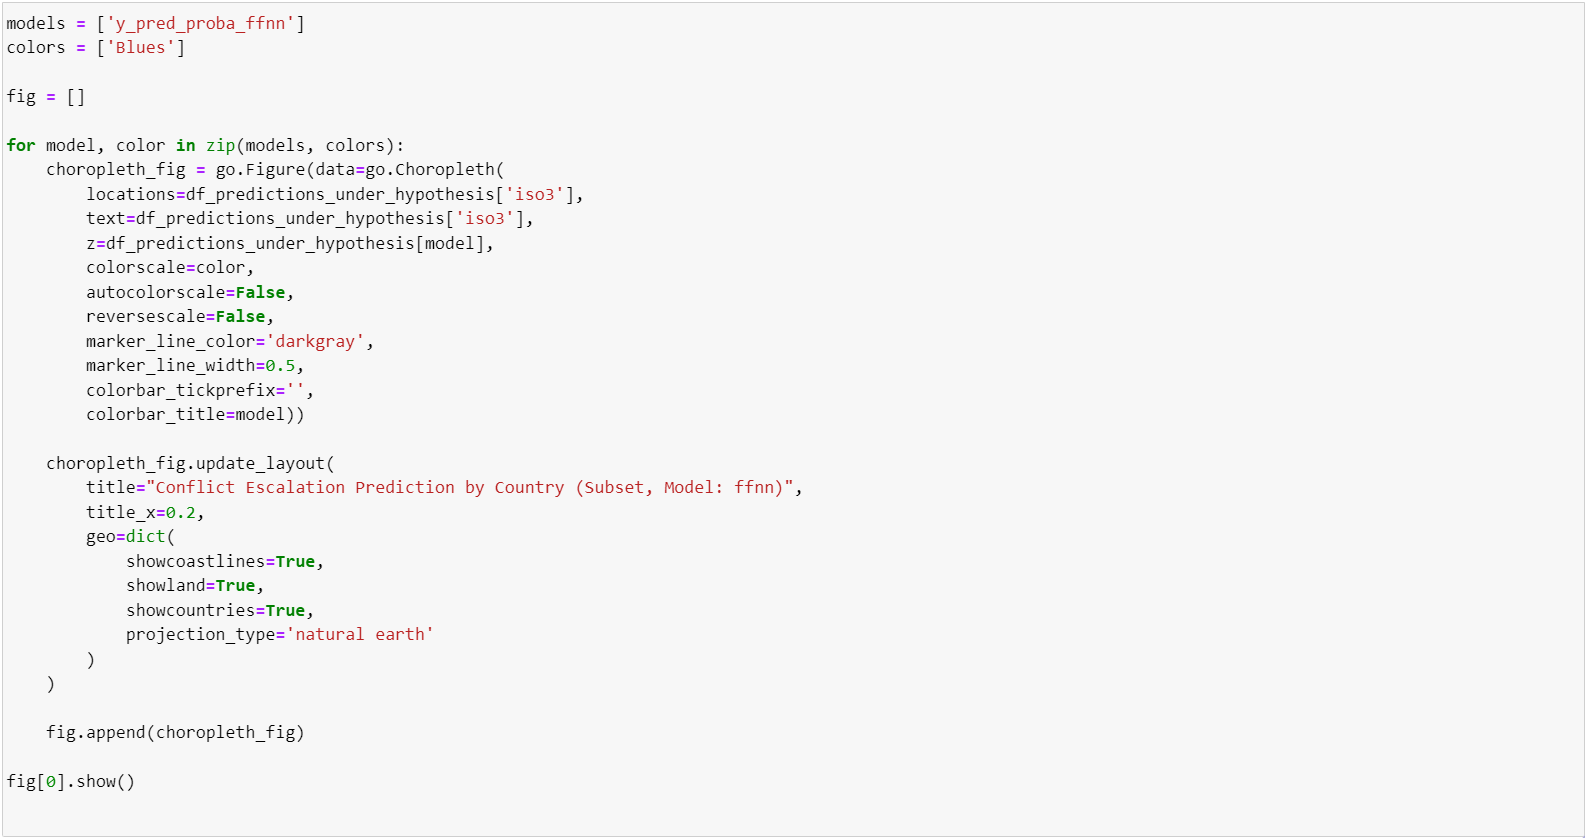 models = ['y_pred_proba_ffnn']
colors = ['Blues']

fig = []

for model, color in zip(models, colors):
    choropleth_fig = go.Figure(data=go.Choropleth(
        locations=df_predictions_under_hypothesis['iso3'],
        text=df_predictions_under_hypothesis['iso3'],
        z=df_predictions_under_hypothesis[model],
        colorscale=color,
        autocolorscale=False,
        reversescale=False,
        marker_line_color='darkgray',
        marker_line_width=0.5,
        colorbar_tickprefix='',
        colorbar_title=model))

    choropleth_fig.update_layout(
        title="Conflict Escalation Prediction by Country (Subset, Model: ffnn)",
        title_x=0.2,
        geo=dict(
            showcoastlines=True,
            showland=True,
            showcountries=True,
            projection_type='natural earth'
        )
    )

    fig.append(choropleth_fig)

fig[0].show()